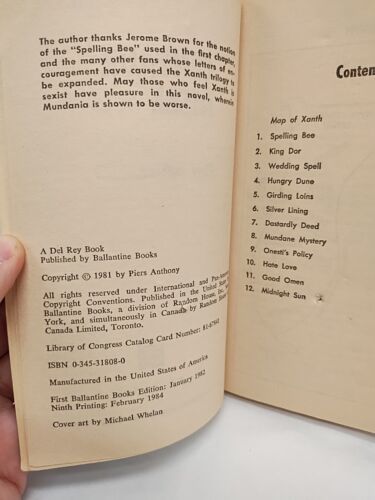 The author thanks Jerome Brown for the notion
of the "Spelling Bee" used in the first chapter,
and the many other fans whose letters of en-
couragement have caused the Xanth trilogy to
be expanded. May those who feel Xanth is
sexist have pleasure in this novel, wherein
Mundania is shown to be worse.
A Del Rey Book
Published by Ballantine Books
Copyright © 1981 by Piers Anthony
All rights reserved under International and Pan-American
Copyright Conventions. Published in the United States
Ballantine Books, a division of Random House, Inc.,
York, and simultaneously in Canada by Random House
Canada Limited, Toronto.
Library of Congress Catalog Card Number:
ISBN 0-345-31808-0
Manufactured in the United States of America
First Ballantine Books Edition: January 1982
Ninth Printing: February 1984
Cover art by Michael Whelan
Conten
Map of Xanth
1. Spelling Bee
2. King Dor
3. Wedding Spell
4. Hungry Dune
5. Girding Loins
6. Silver Lining
7. Dastardly Deed
8. Mundane Mystery
9. Onesti's Policy
10. Hate Love
11. Good Omen
12. Midnight Sun